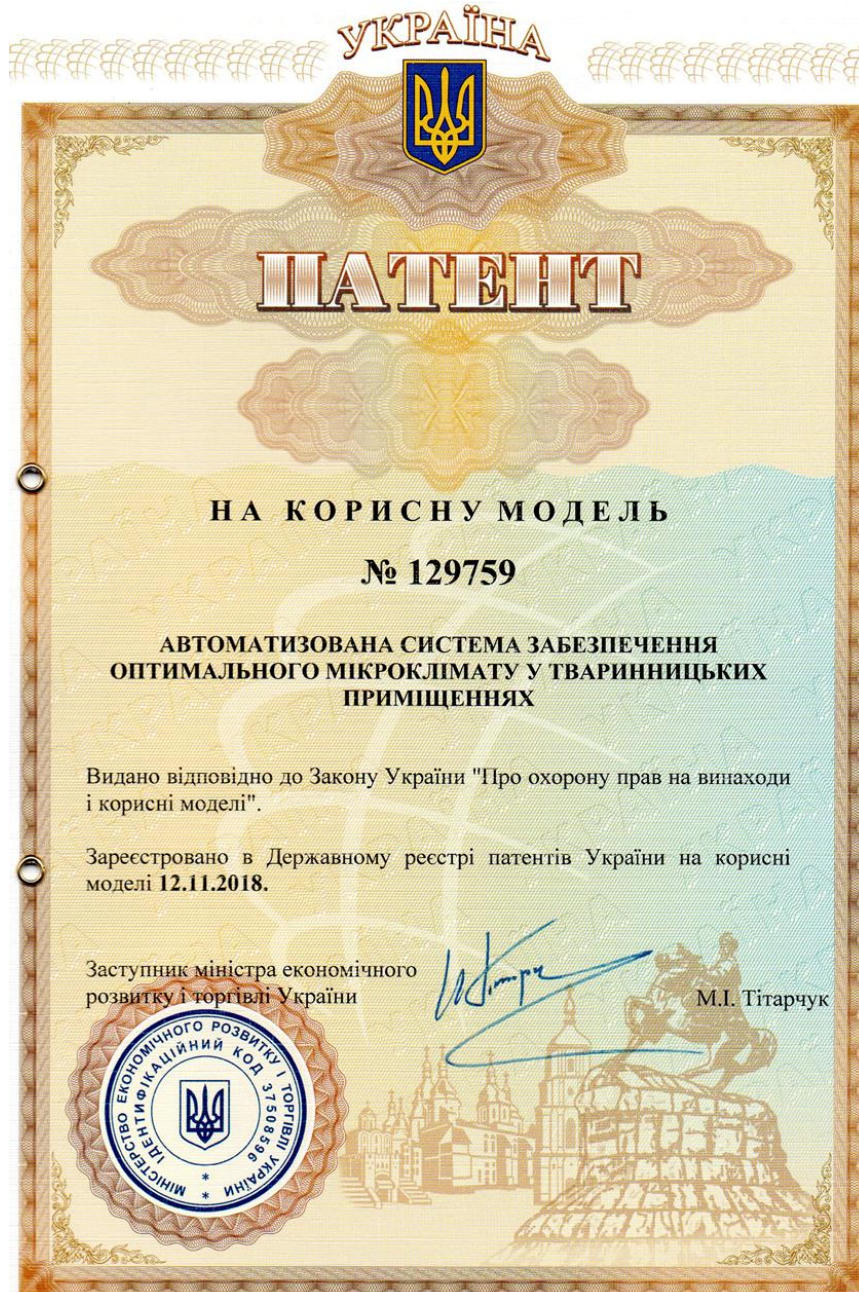 УКРАЇНА
ПАТЕНТ
НА КОРИСНУ МОДЕЛЬ
№ 129759
АВТОМАТИЗОВАНА СИСТЕМА ЗАБЕЗПЕЧЕННЯ
ОПТИМАЛЬНОГО МІКРОКЛІМАТУ У ТВАРИННИЦЬКИХ
ПРИМІЩЕННЯХ
Видано відповідно до Закону України "Про охорону прав на винаходи
і корисні моделі".
Зареєстровано в Державному реєстрі патентів України на корисні
моделі 12.11.2018.
Заступник міністра економічного
розвитку і торгівлі України
М.І. Тітарчук
МІНІСТЕРСТВО ЕКОНОМІЧНОГО РОЗВИТКУ І ТОРГІВЛІ УКРАЇНИ
ІДЕНТИФІКАЦІЙНИЙ КОД 37508596